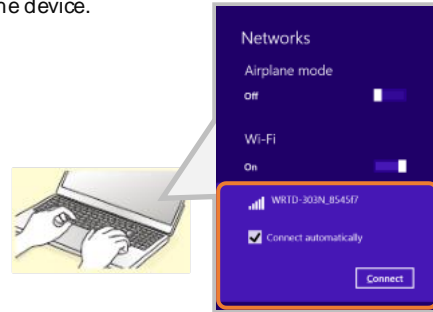 he device.
Networks
Airplane mode
Off
Wi-Fi
On
WRTD-303N_8545f7
Connect automatically
Connect